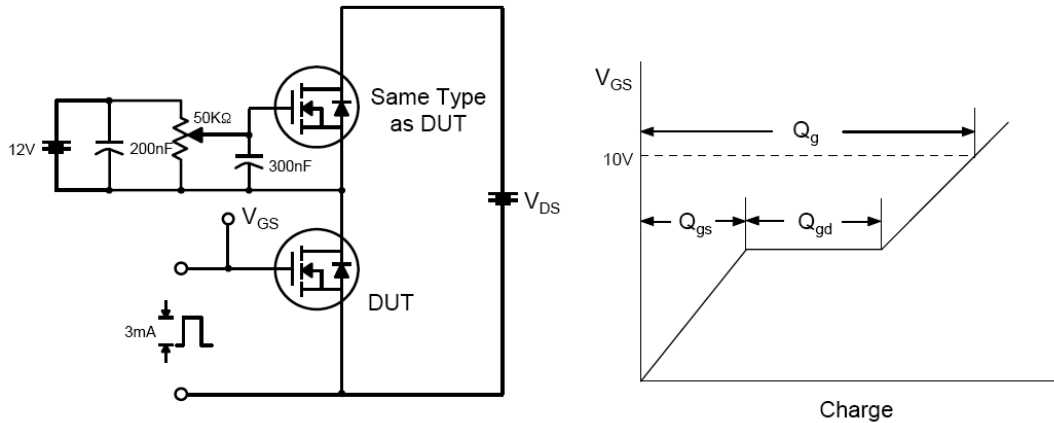 12V
200nF
50KΩ
300nF
Same Type
as DUT
VGS
DUT
3mA
VDS
VGS
10V
Qg
Qgs
Qgd
Charge